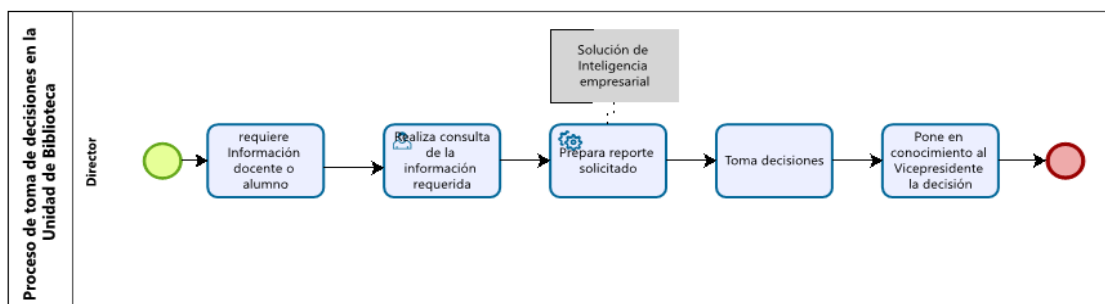 Proceso de toma de decisiones en la
Unidad de Biblioteca
Director
requiere
Información
docente o
alumno
Realiza consulta
de la
información
requerida
Solución de
Inteligencia
empresarial
Prepara reporte
solicitado
Toma decisiones
Pone en
conocimiento al
Vicepresidente
la decisión